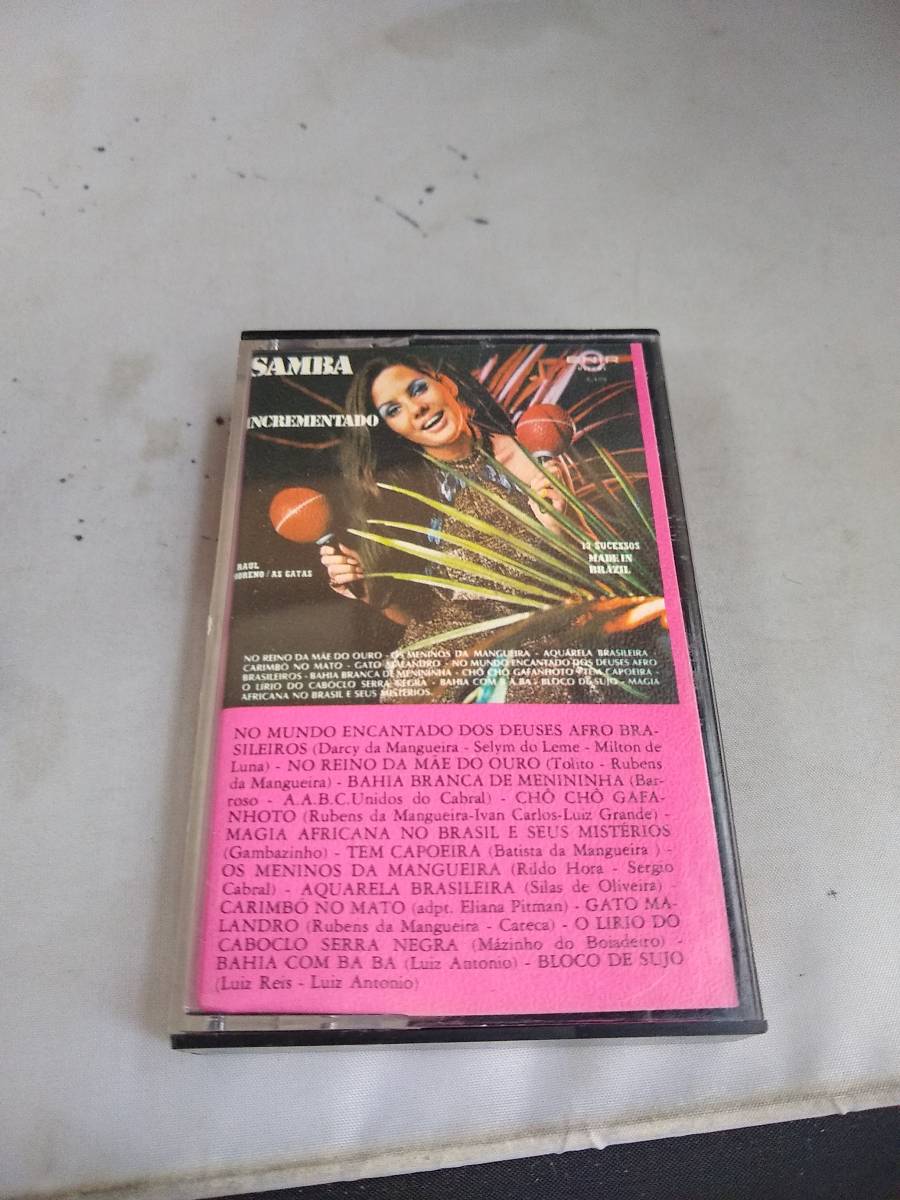 SAMBA
INCREMENTADO
RAUL
MORENO / AS GATAS
13 SUCESSOS
MADE IN
BRAZIL
NO REINO DA MÃE DO OURO - OS MENINOS DA MANGUEIRA - AQUARELA BRASILEIRA
CARIMBÓ NO MATO - GATO MALANDRO - NO MUNDO ENCANTADO DOS DEUSES AFRO
BRASILEIROS - BAHIA BRANCA DE MENININHA - CHÔ CHÔ GAFANHOTO - TEM CAPOEIRA -
O LIRIO DO CABOCLO SERRA NEGRA - BAHIA COM B A BA - BLOCO DE SUJO - MAGIA
AFRICANA NO BRASIL E SEUS MISTÉRIOS.
NO MUNDO ENCANTADO DOS DEUSES AFRO BRA-
SILEIROS (Darcy da Mangueira - Selym do Leme - Milton de
Luna) - NO REINO DA MÃE DO OURO (Tolito - Rubens
da Mangueira) - BAHIA BRANCA DE MENININHA (Bar-
roso - A.A.B.C.Unidos do Cabral) - CHÔ CHÔ GAFA-
NHOTO (Rubens da Mangueira-Ivan Carlos-Luiz Grande) -
MAGIA AFRICANA NO BRASIL E SEUS MISTÉRIOS
(Gambazinho) - TEM CAPOEIRA (Batista da Mangueira ) -
OS MENINOS DA MANGUEIRA (Rildo Hora - Sérgio
Cabral) - AQUARELA BRASILEIRA (Silas de Oliveira) -
CARIMBÓ NO MATO (adpt. Eliana Pitman) - GATO MA-
LANDRO (Rubens da Mangueira - Careca) - O LIRIO DO
CABOCLO SERRA NEGRA (Mázinho do Boiadeiro) -
BAHIA COM BA BA (Luiz Antonio) - BLOCO DE SUJO
(Luiz Reis - Luiz Antonio)